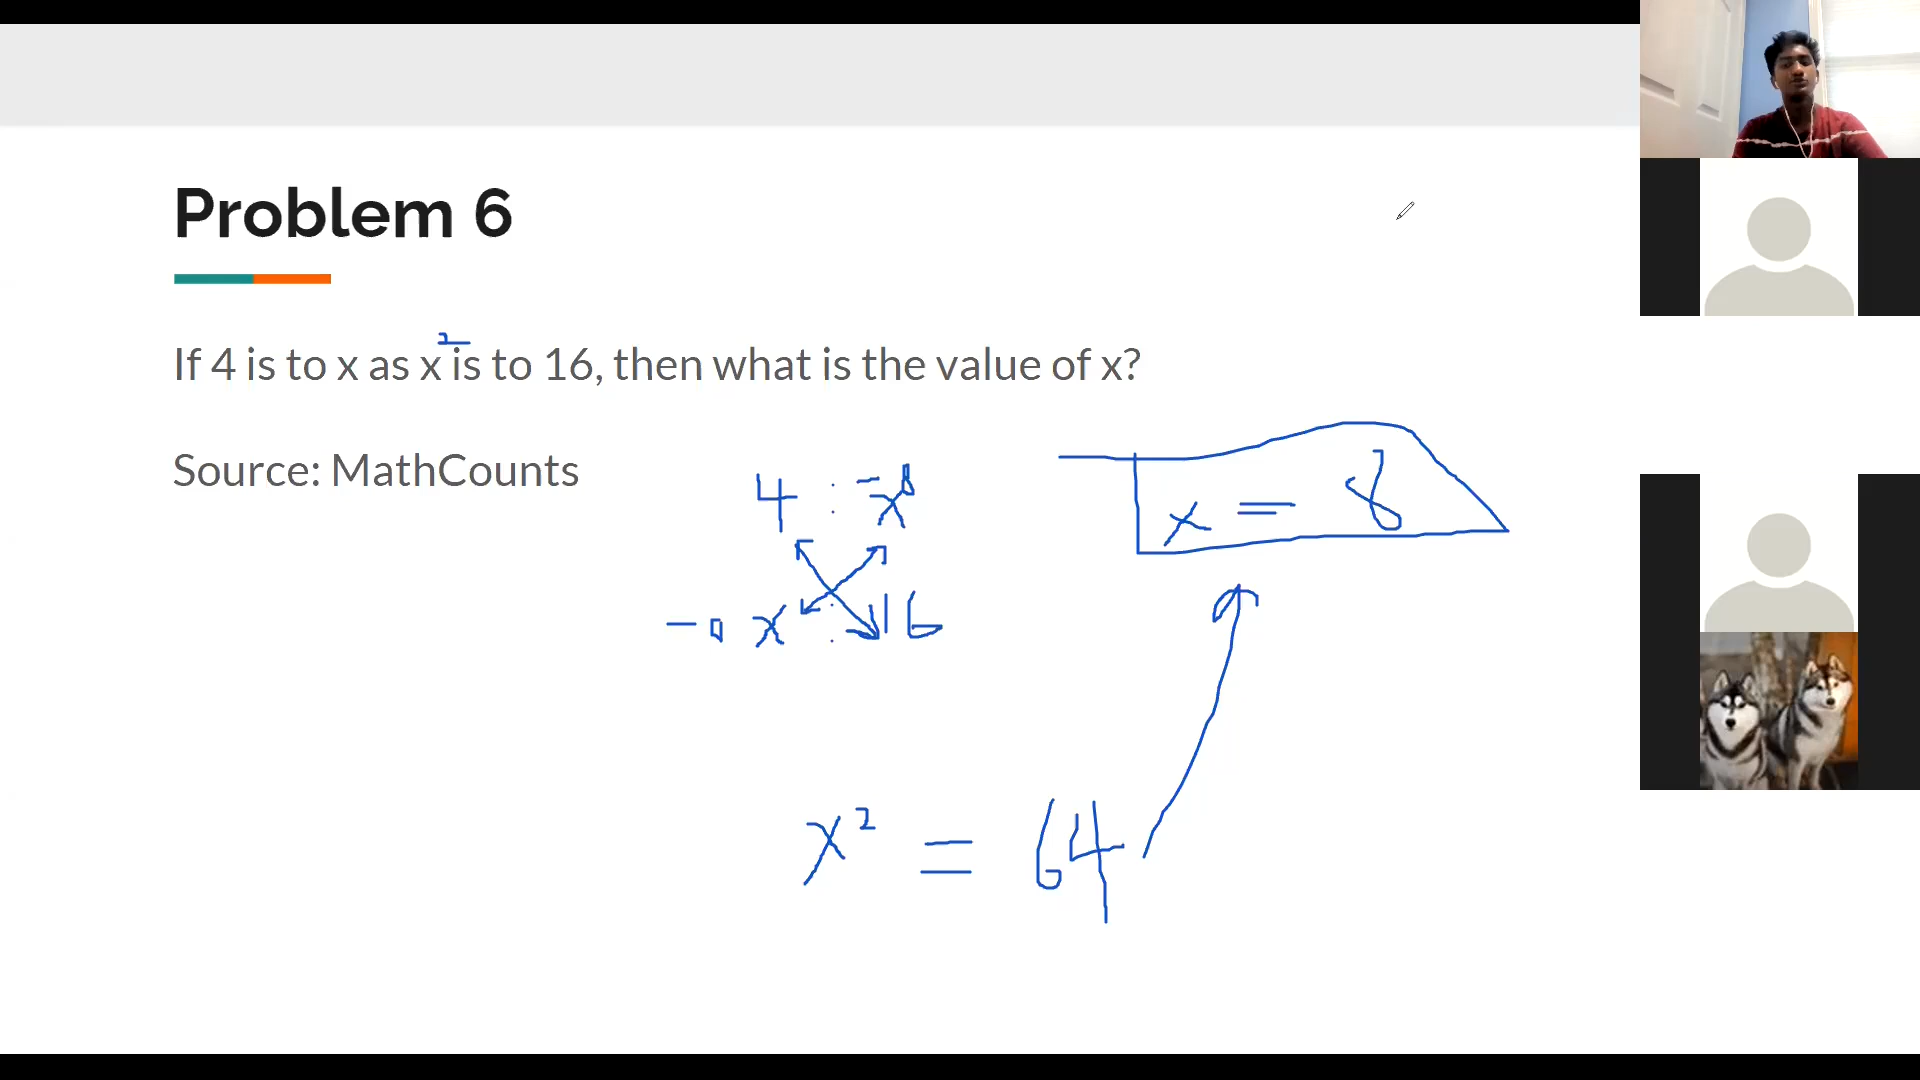 Problem 6
If 4 is to x as x² is to 16, then what is the value of x?
Source: MathCounts
4 : -x⁸
x : 16
x = 8
x² = 64